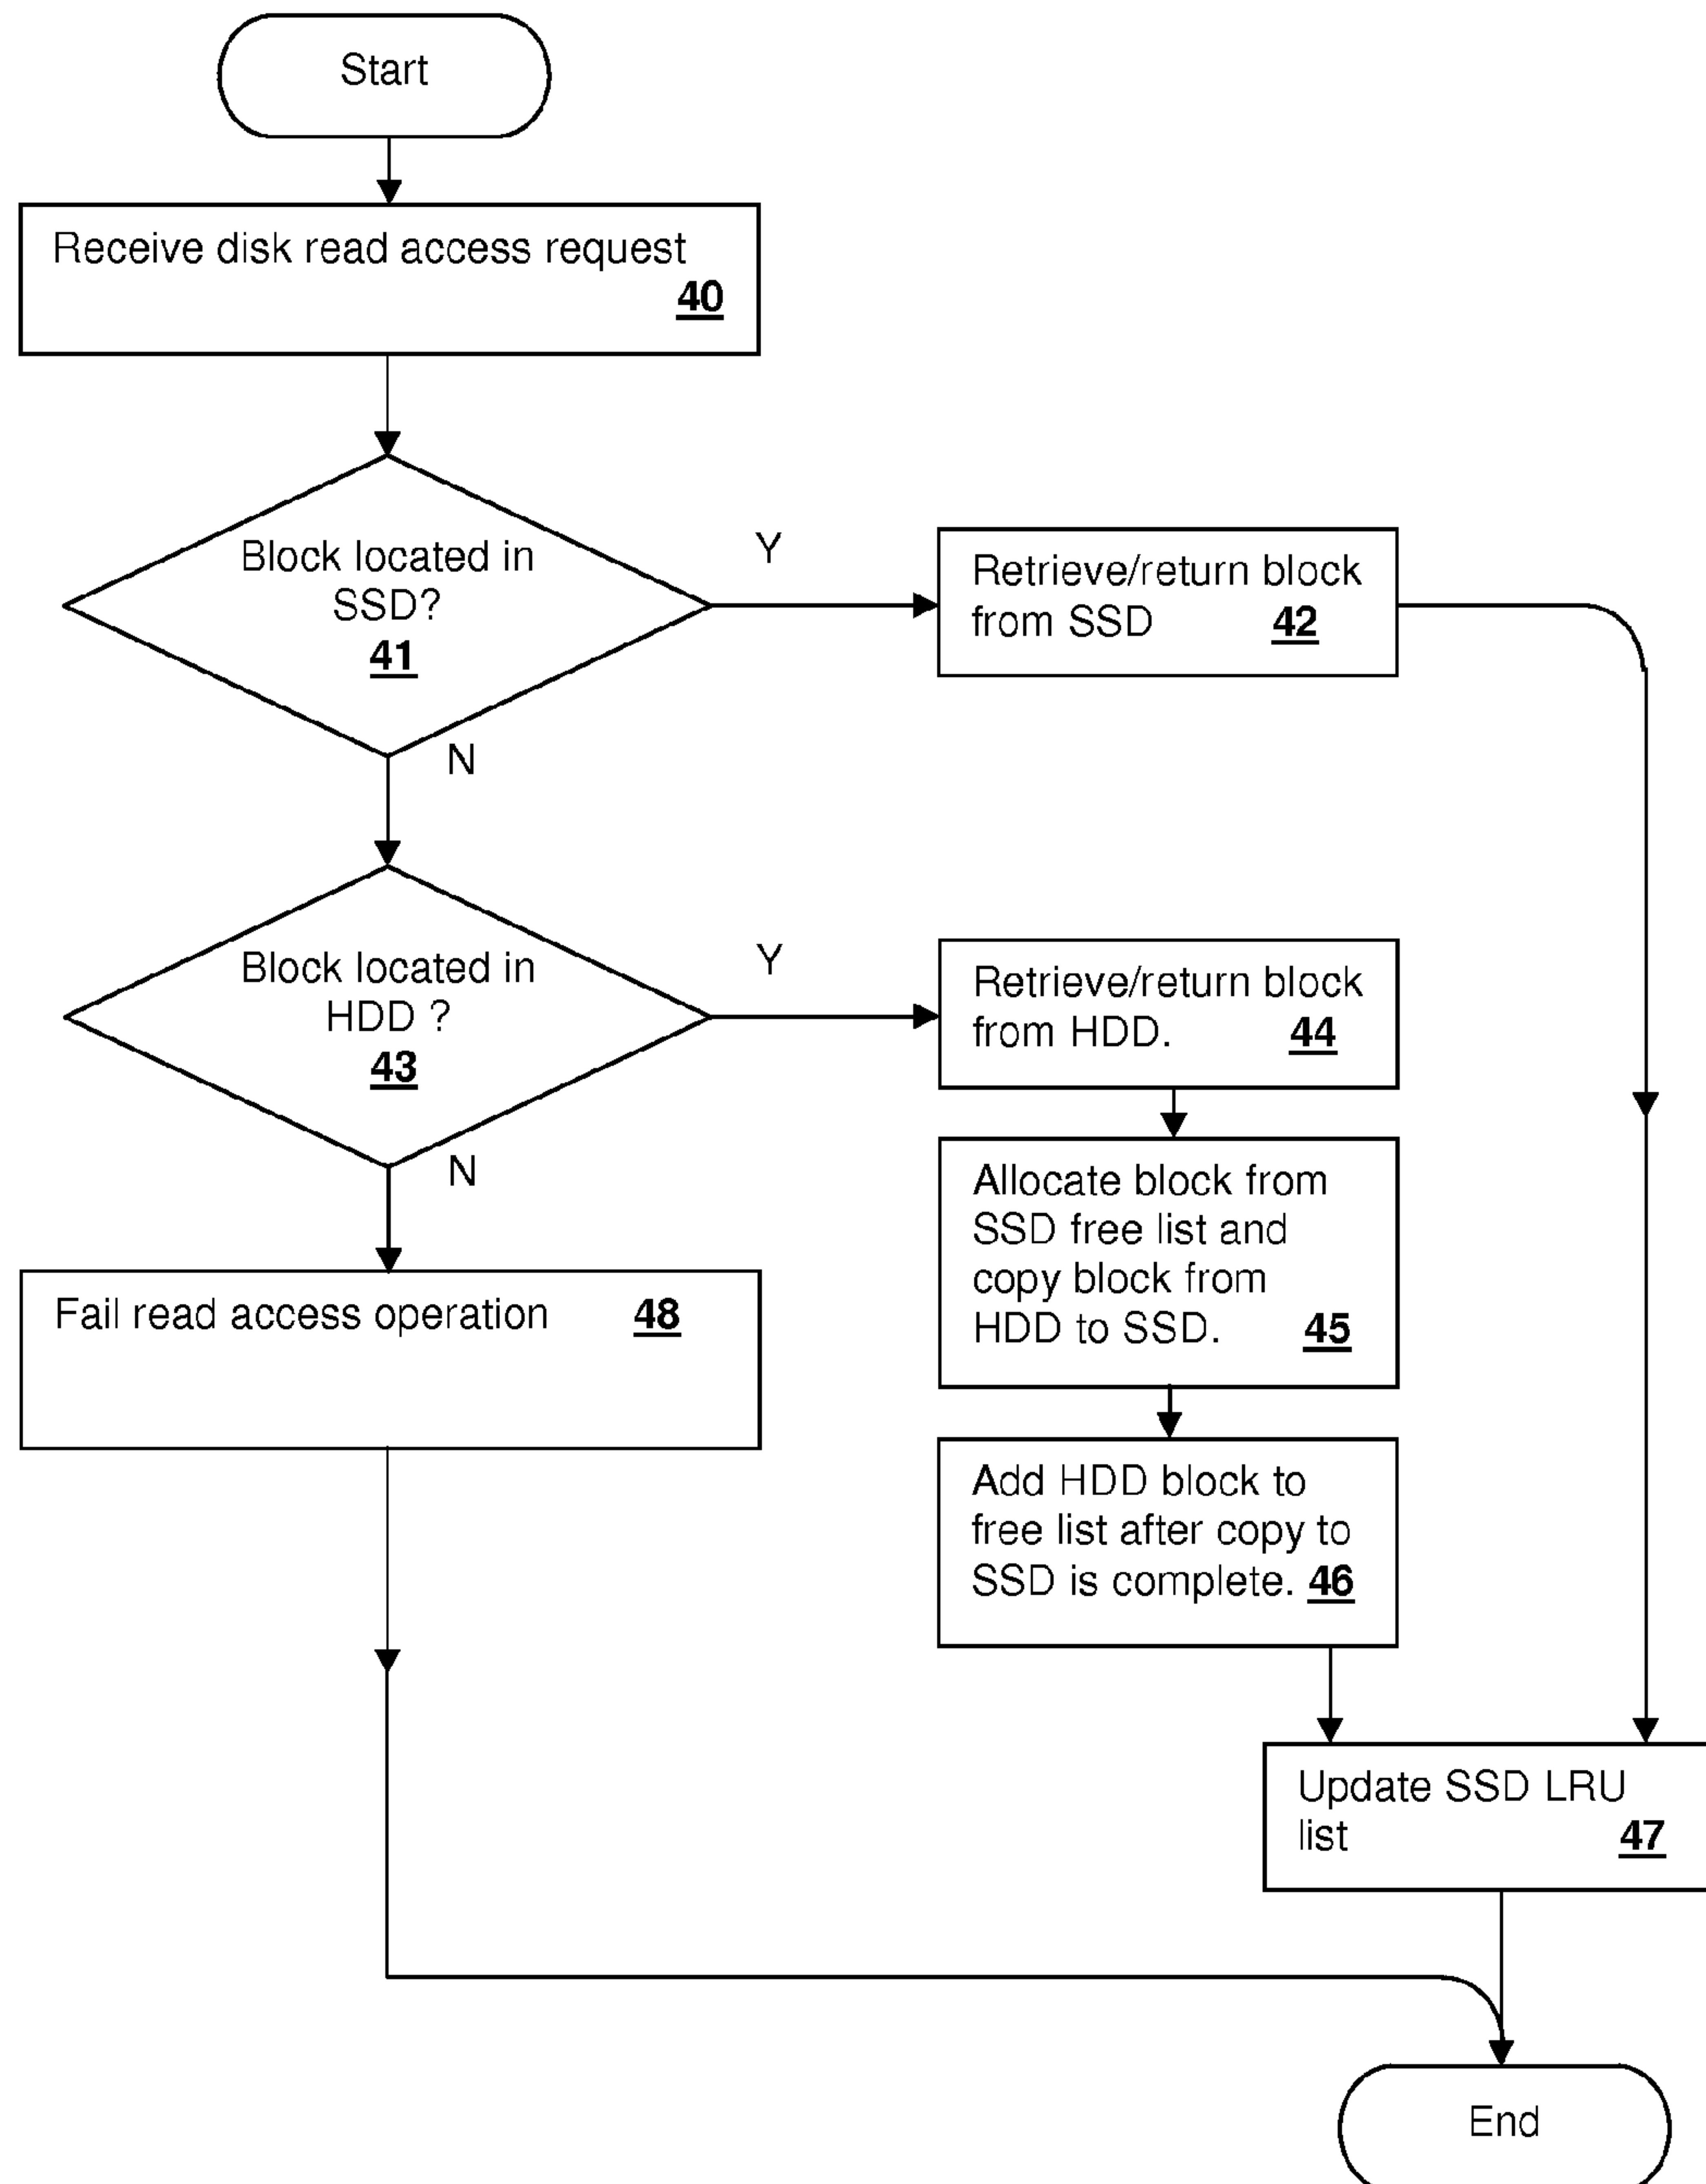 Start
Receive disk read access request
40
Block located in
SSD?
41
Y
N
Retrieve/return block
from SSD 42
Block located in
HDD ?
43
Y
N
Retrieve/return block
from HDD. 44
Allocate block from
SSD free list and
copy block from
HDD to SSD. 45
Add HDD block to
free list after copy to
SSD is complete. 46
Fail read access operation 48
Update SSD LRU
list 47
End